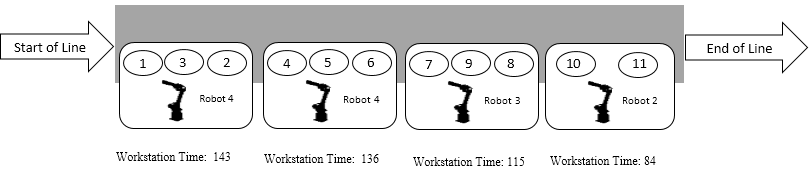 Start of Line
1 3 2
Robot 4
4 5 6
Robot 4
7 9 8
Robot 3
10 11
Robot 2
End of Line
Workstation Time: 143
Workstation Time: 136
Workstation Time: 115
Workstation Time: 84